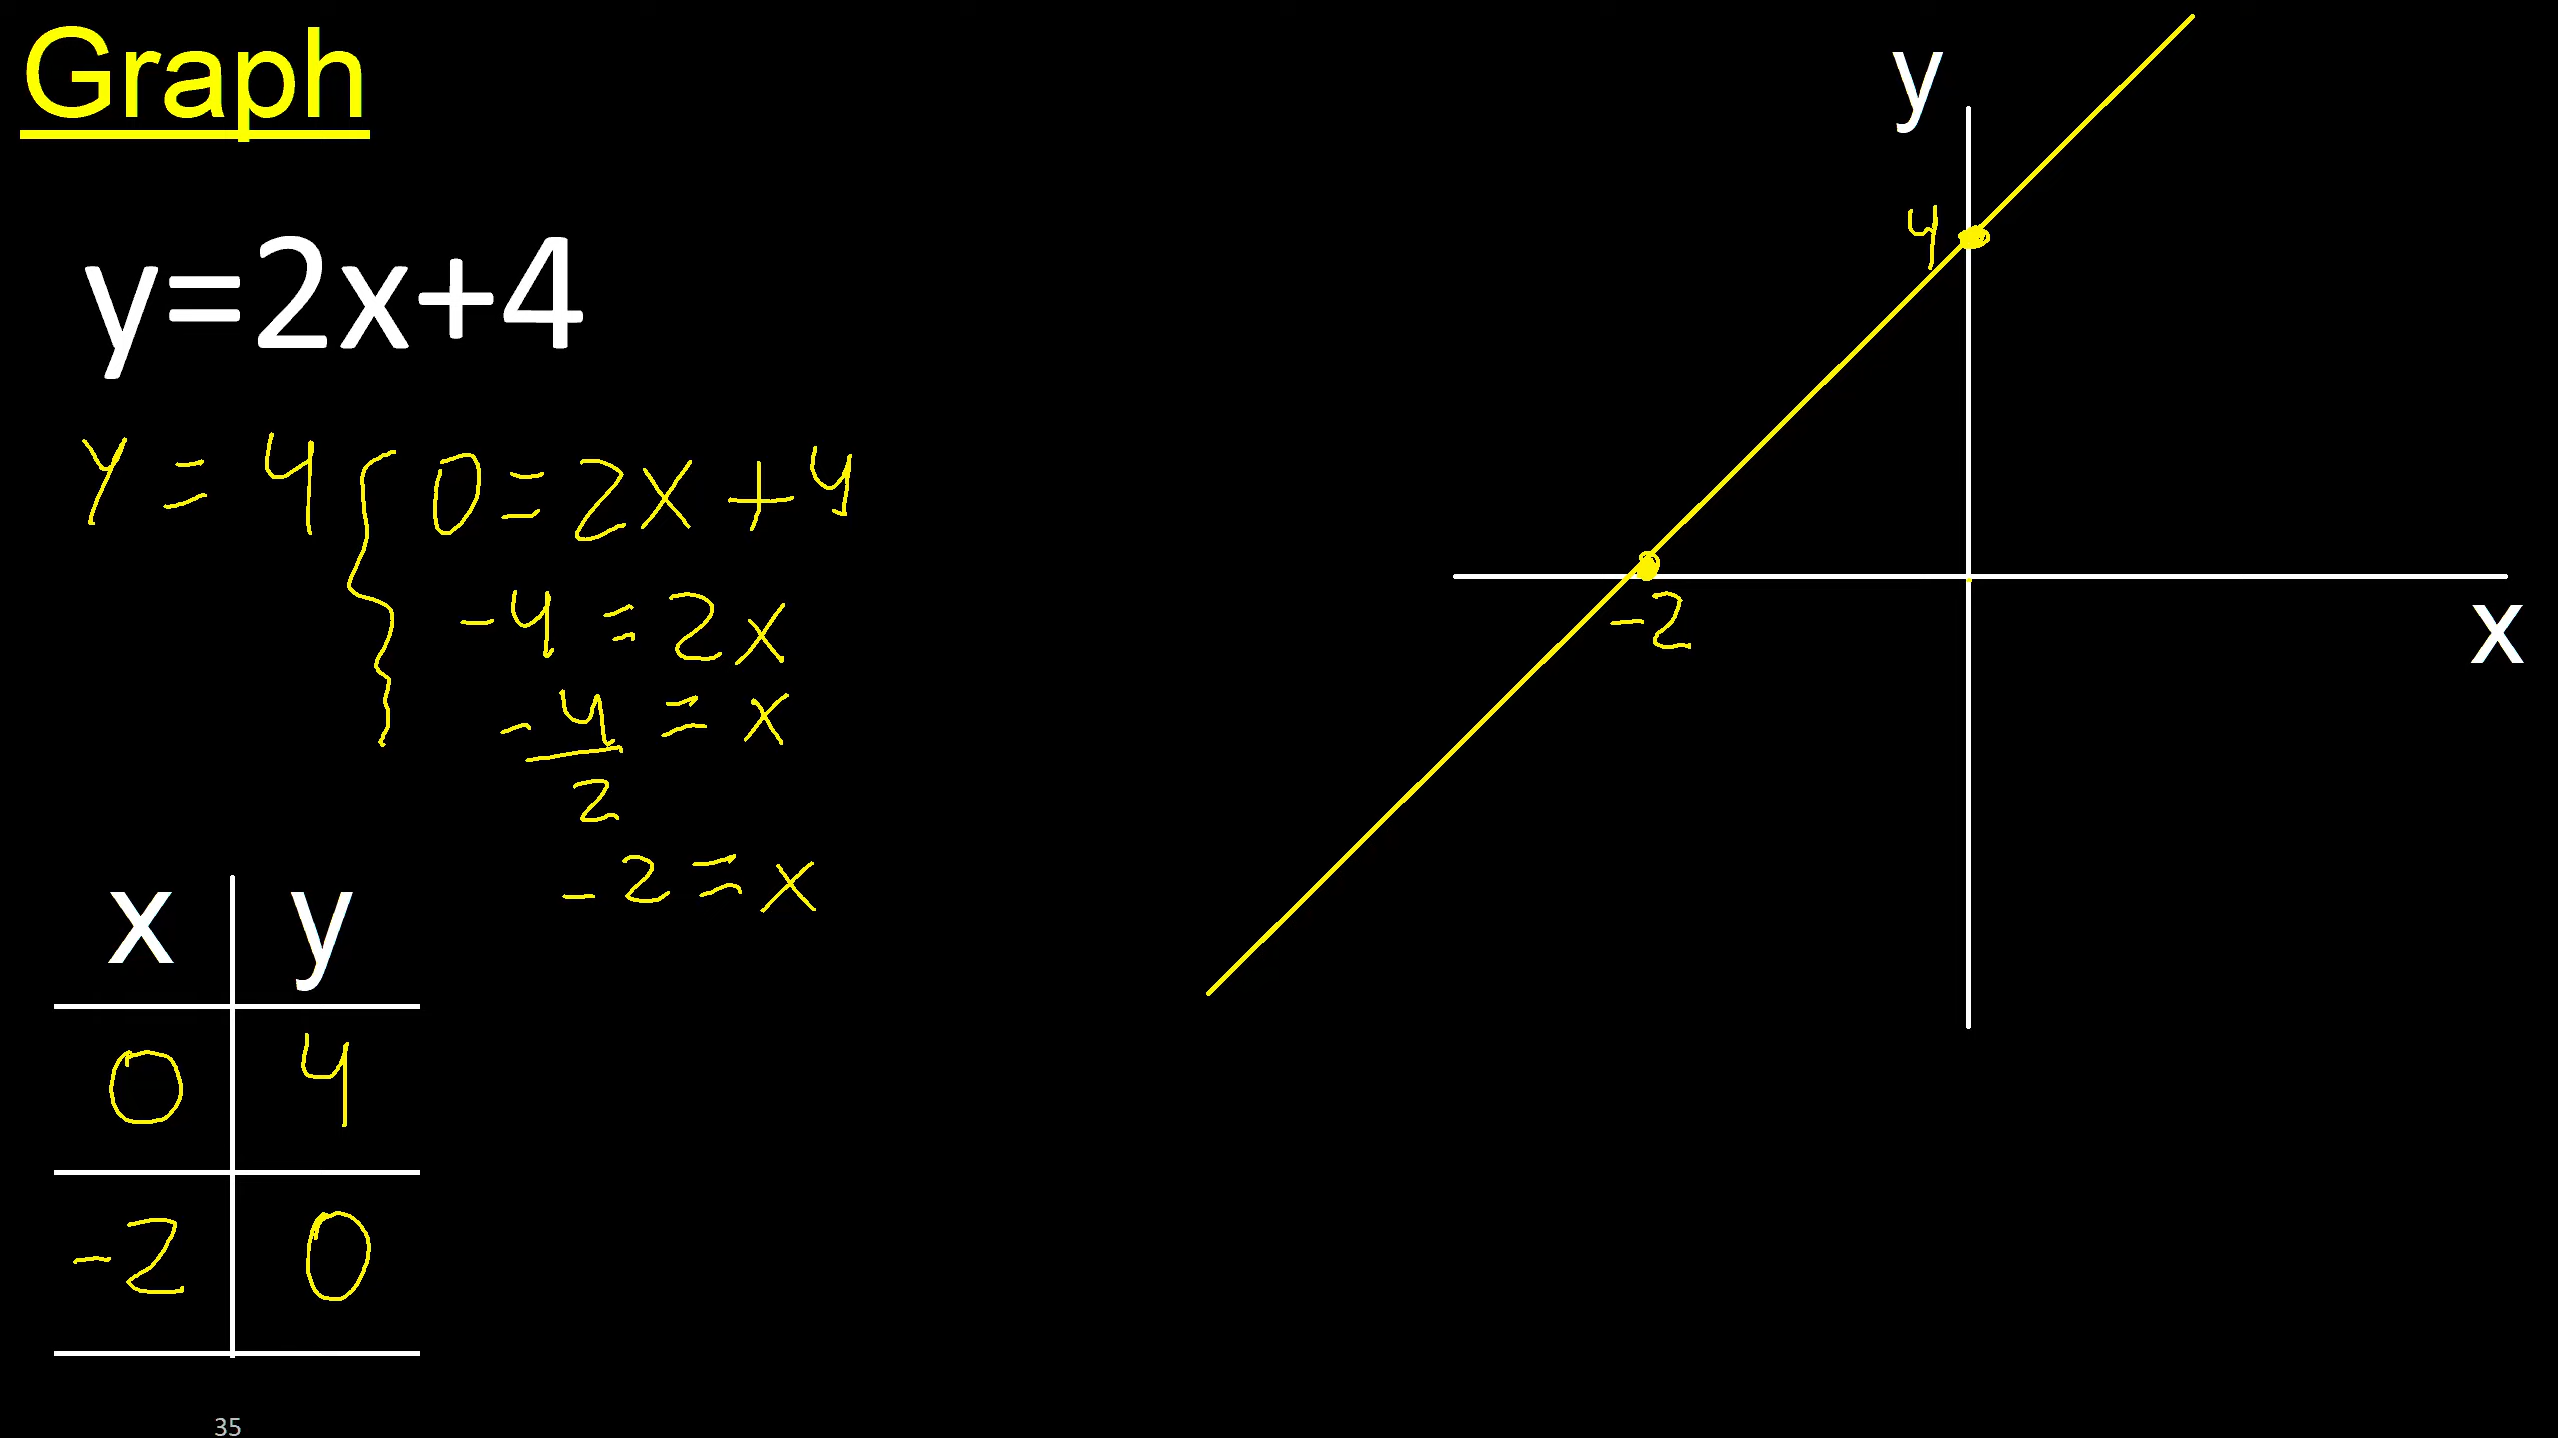 Graph
y=2x+4
y = 4 { 0 = 2x + 4
-4 = 2x
-4/2 = x
-2 = x
x y
0 4
-2 0
y
4
-2
x
35